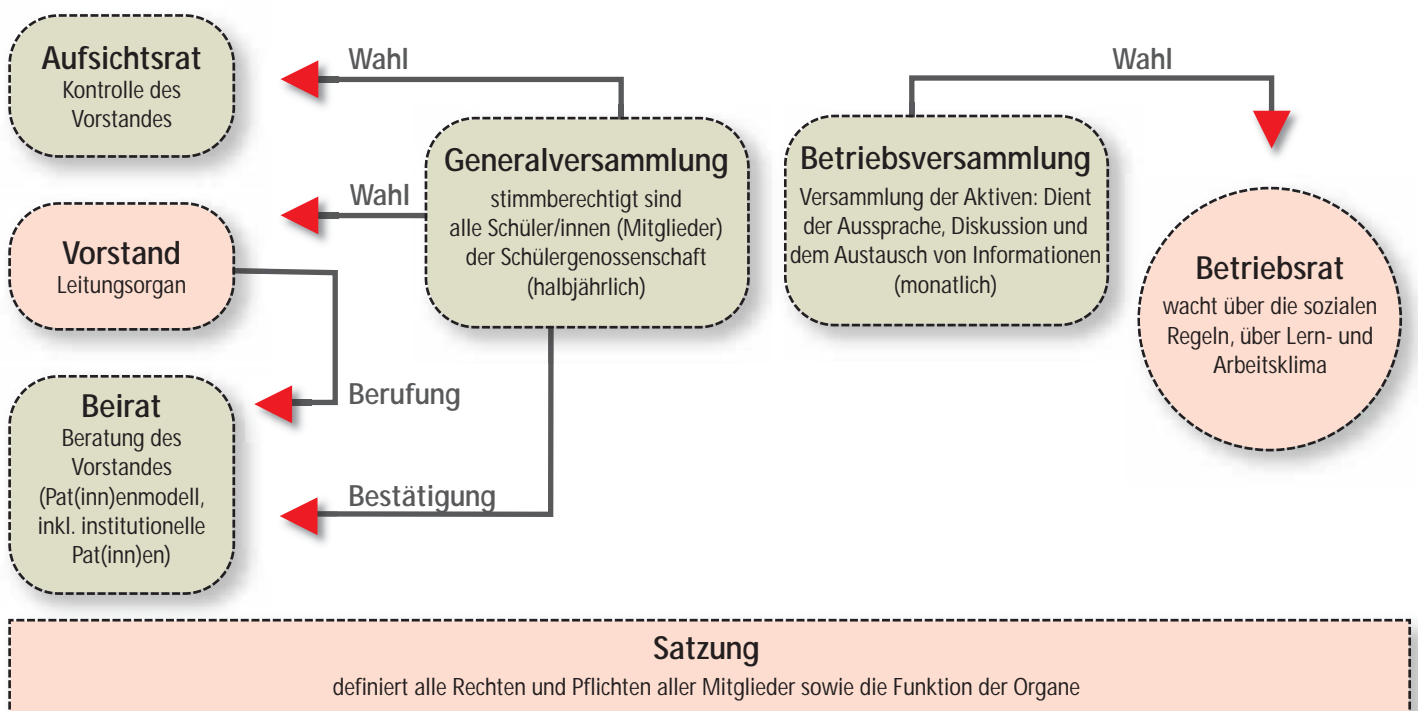 Aufsichtsrat
Kontrolle des
Vorstandes
Wahl
Wahl
Generalversammlung
stimmberechtigt sind
alle Schüler/innen (Mitglieder)
der Schülergenossenschaft
(halbjährlich)
Betriebsversammlung
Versammlung der Aktiven: Dient
der Aussprache, Diskussion und
dem Austausch von Informationen
(monatlich)
Wahl
Vorstand
Leitungsorgan
Betriebsrat
wacht über die sozialen
Regeln, über Lern- und
Arbeitsklima
Berufung
Beirat
Beratung des
Vorstandes
(Pat(inn)enmodell,
inkl. institutionelle
Pat(inn)en)
Bestätigung
Satzung
definiert alle Rechten und Pflichten aller Mitglieder sowie die Funktion der Organe